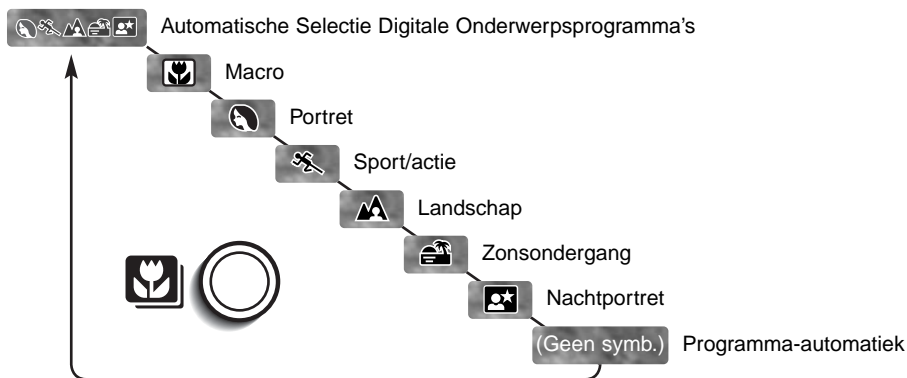 Automatische Selectie Digitale Onderwerpsprogramma's
Macro
Portret
Sport/actie
Landschap
Zonsondergang
Nachtportret
(Geen symb.) Programma-automatiek